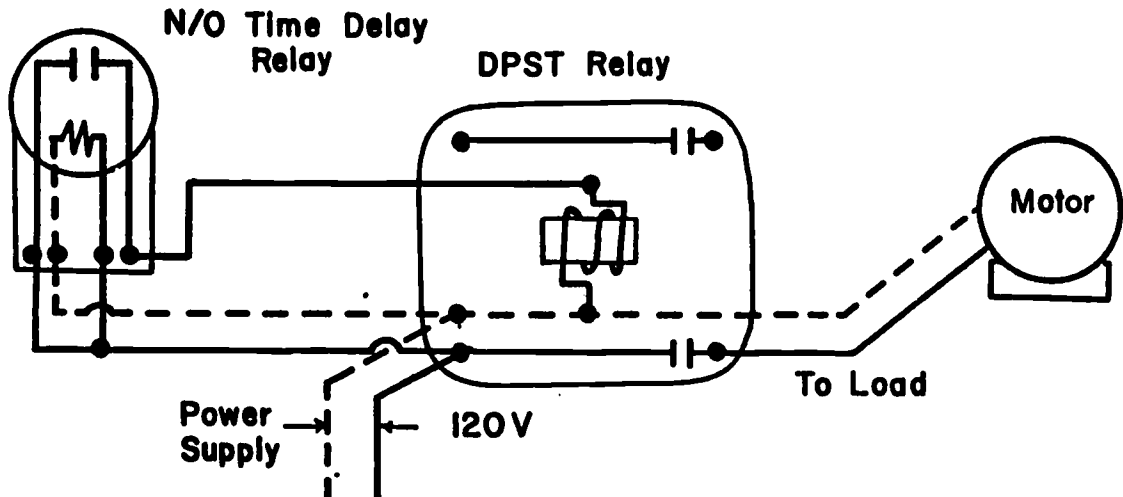 N/O Time Delay
Relay
DPST Relay
Motor
To Load
Power
Supply
120V